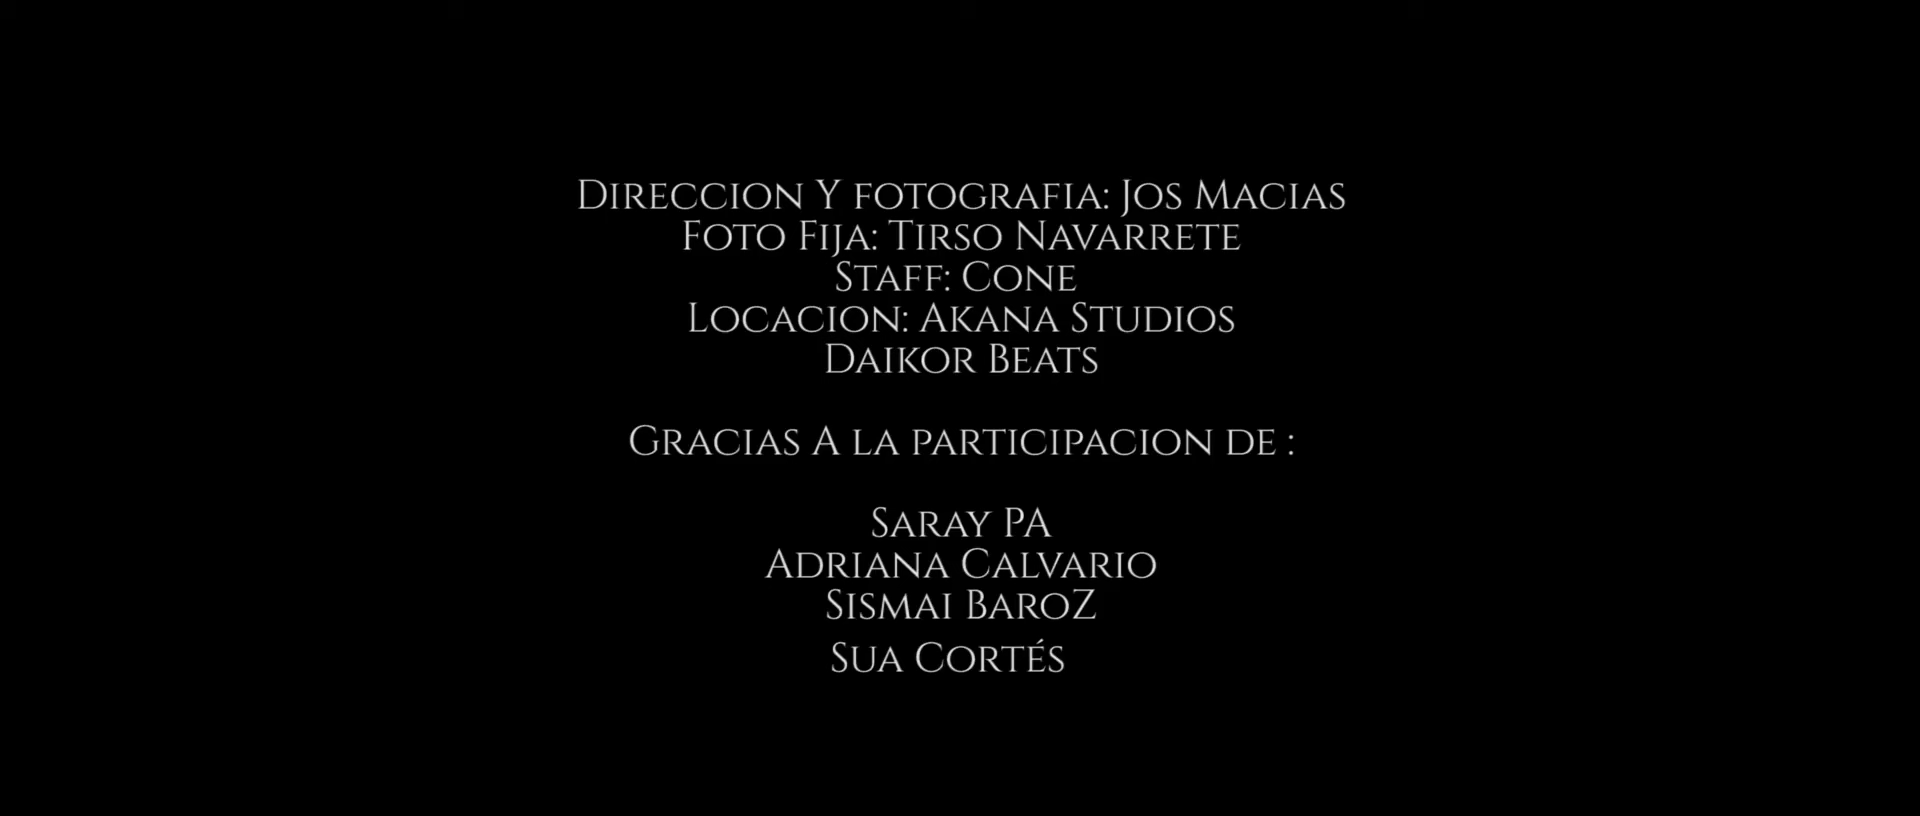 Direccion Y fotografia: Jos Macias
Foto Fija: Tirso Navarrete
Staff: Cone
Locacion: Akana Studios
Daikor Beats
Gracias A la participacion de :
Saray PA
Adriana Calvario
Sismai BaroZ
Sua Cortés